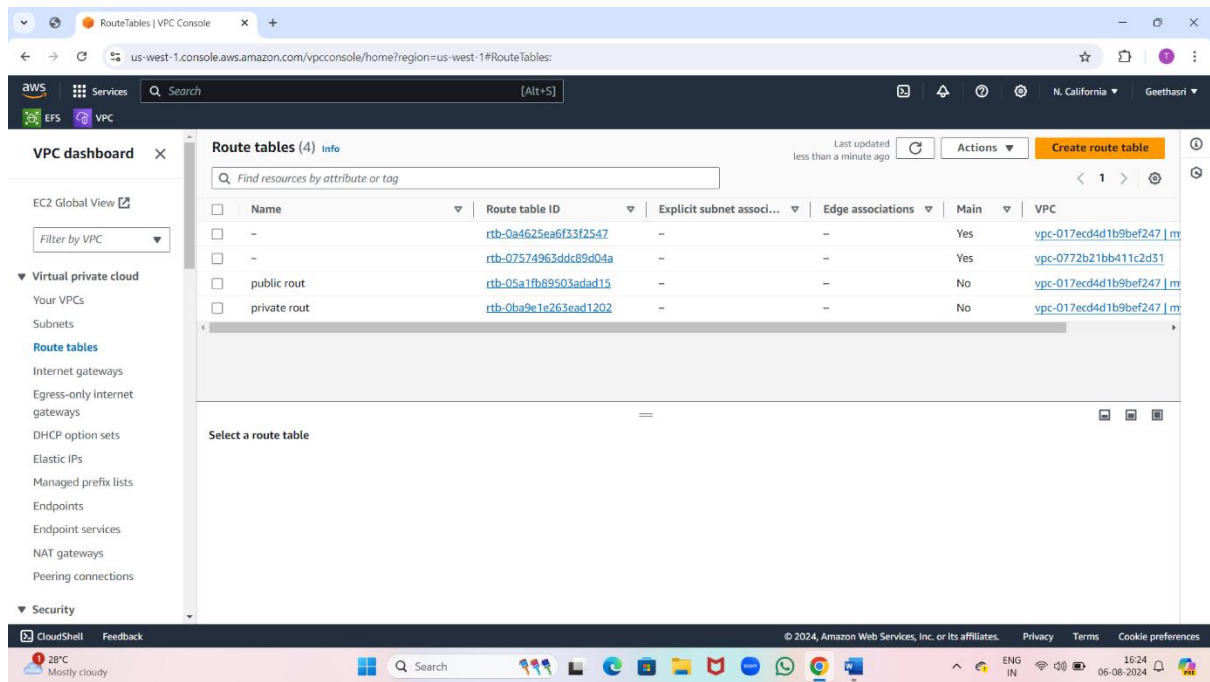 RouteTables | VPC Console
us-west-1.console.aws.amazon.com/vpcconsole/home?region=us-west-1#RouteTables:
aws Services Search [Alt+S] N. California Geethasri
EFS VPC
VPC dashboard
EC2 Global View
Filter by VPC
Virtual private cloud
Your VPCs
Subnets
Route tables
Internet gateways
Egress-only internet
gateways
DHCP option sets
Elastic IPs
Managed prefix lists
Endpoints
Endpoint services
NAT gateways
Peering connections
Security
Route tables (4) Info
Last updated
less than a minute ago
Actions
Create route table
Find resources by attribute or tag
1
Name Route table ID Explicit subnet associ... Edge associations Main VPC
– rtb-0a4625ea6f33f2547 – – Yes vpc-017ecd4d1b9bef247 | m
– rtb-07574963ddc89d04a – – Yes vpc-0772b21bb411c2d31
public rout rtb-05a1fb89503adad15 – – No vpc-017ecd4d1b9bef247 | m
private rout rtb-0ba9e1e263ead1202 – – No vpc-017ecd4d1b9bef247 | m
Select a route table
CloudShell Feedback © 2024, Amazon Web Services, Inc. or its affiliates. Privacy Terms Cookie preferences
1
28°C
Mostly cloudy
Search
zoom
ENG
IN
16:24
06-08-2024
PRE